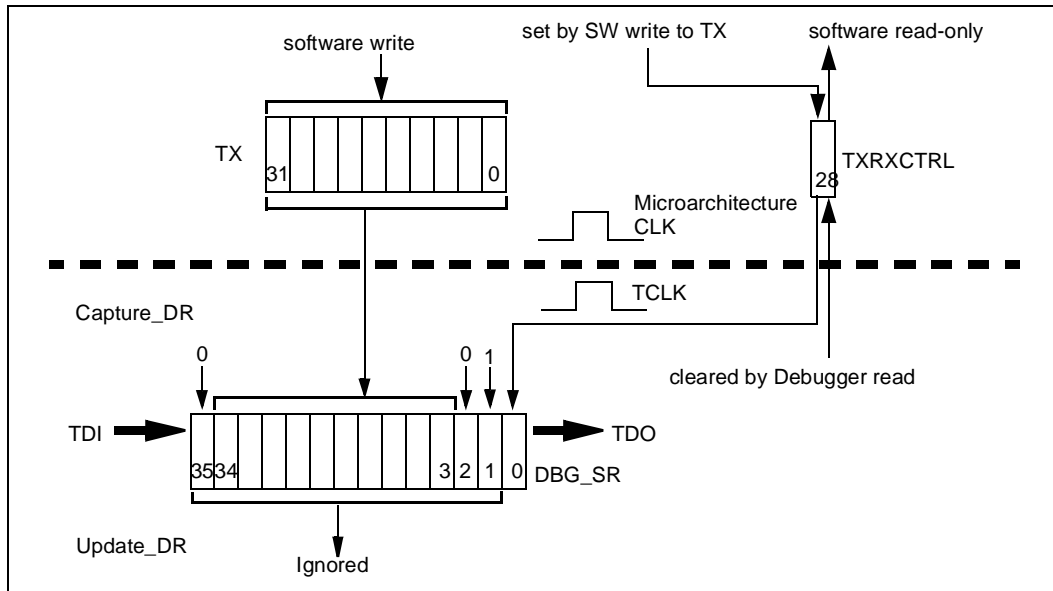 software write
set by SW write to TX
software read-only
TX
31
0
TXRXCTRL
28
Microarchitecture
CLK
TCLK
Capture_DR
0
0
1
cleared by Debugger read
TDI
TDO
35
34
3
2
1
0
DBG_SR
Update_DR
Ignored